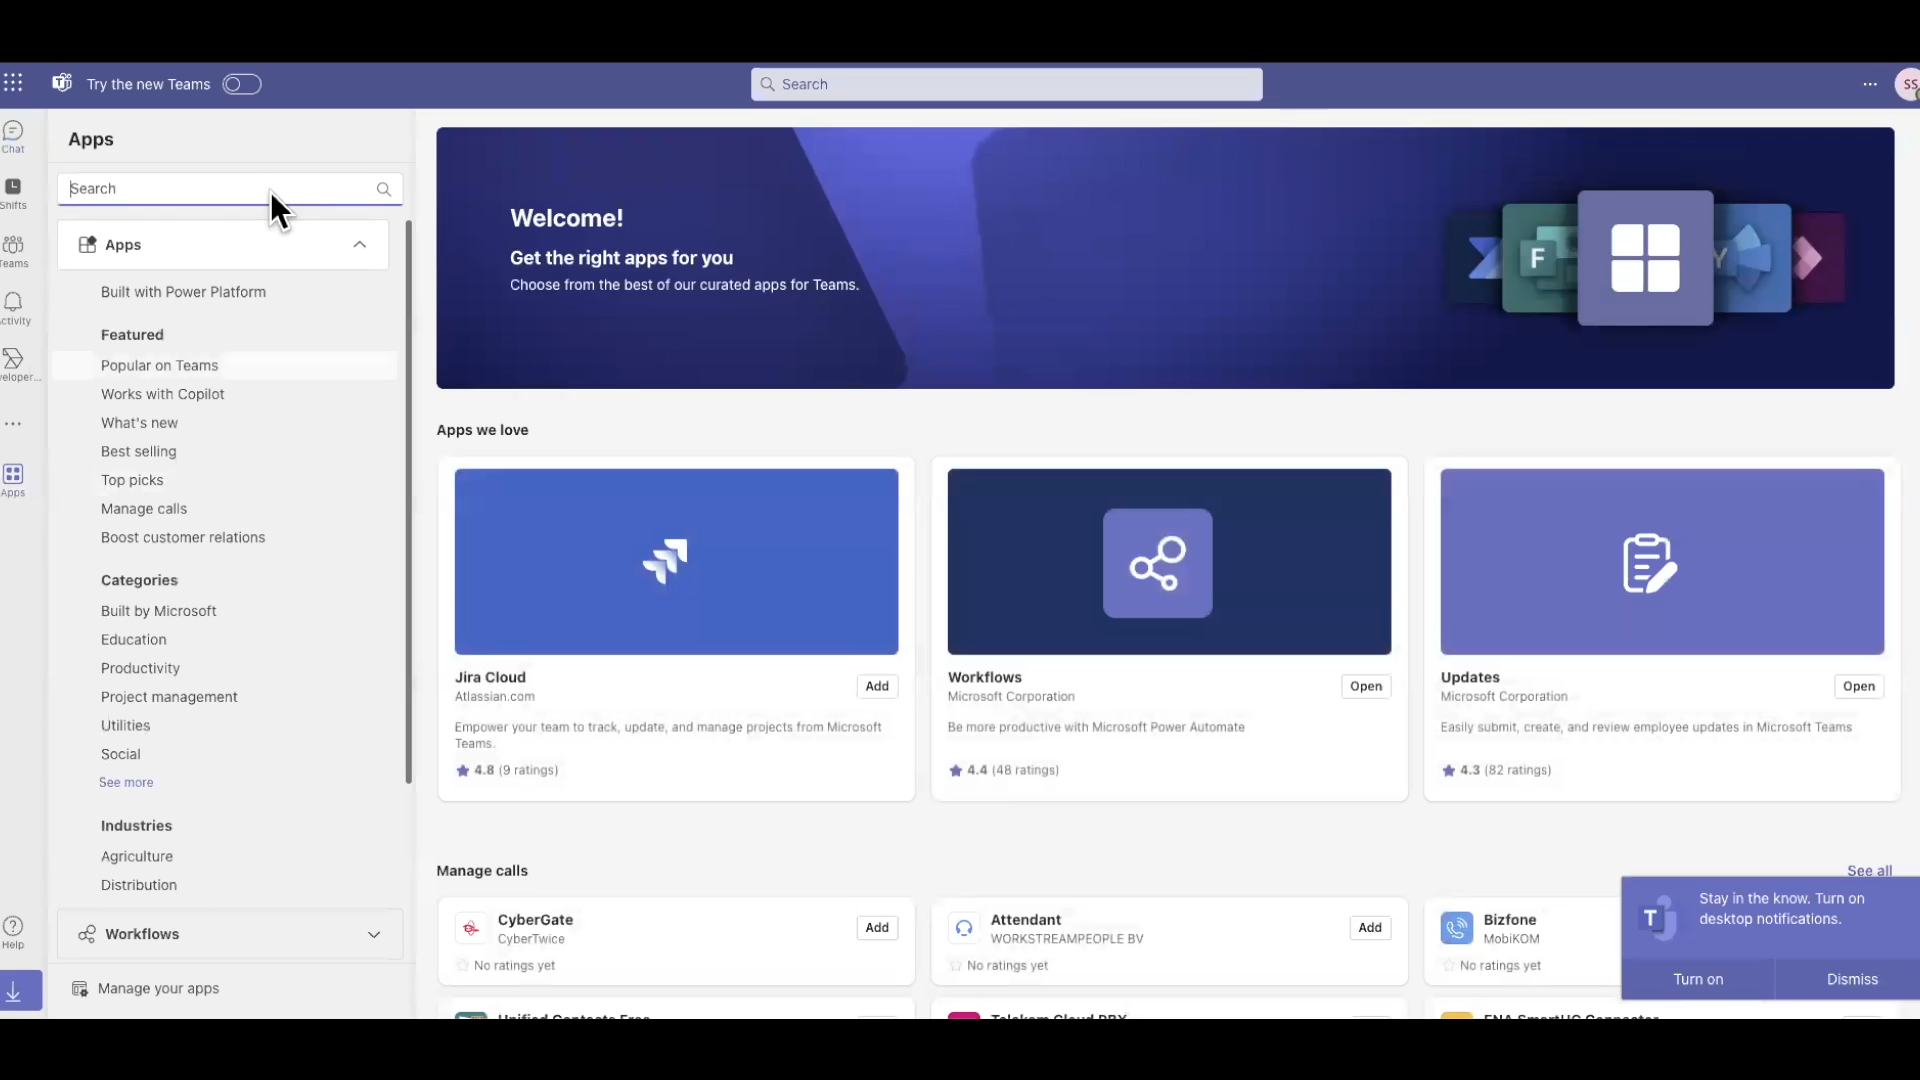 Try the new Teams
Search
SS
Chat
Shifts
Teams
ctivity
veloper...
Apps
Help
Apps
Search
Apps
Built with Power Platform
Featured
Popular on Teams
Works with Copilot
What's new
Best selling
Top picks
Manage calls
Boost customer relations
Categories
Built by Microsoft
Education
Productivity
Project management
Utilities
Social
See more
Industries
Agriculture
Distribution
Workflows
Manage your apps
Welcome!
Get the right apps for you
Choose from the best of our curated apps for Teams.
F
Apps we love
Jira Cloud
Atlassian.com
Add
Empower your team to track, update, and manage projects from Microsoft
Teams.
4.8 (9 ratings)
Workflows
Microsoft Corporation
Open
Be more productive with Microsoft Power Automate
4.4 (48 ratings)
Updates
Microsoft Corporation
Open
Easily submit, create, and review employee updates in Microsoft Teams
4.3 (82 ratings)
Manage calls
See all
CyberGate
CyberTwice
Add
No ratings yet
Attendant
WORKSTREAMPEOPLE BV
Add
No ratings yet
Bizfone
MobiKOM
No ratings yet
Stay in the know. Turn on
desktop notifications.
Turn on
Dismiss